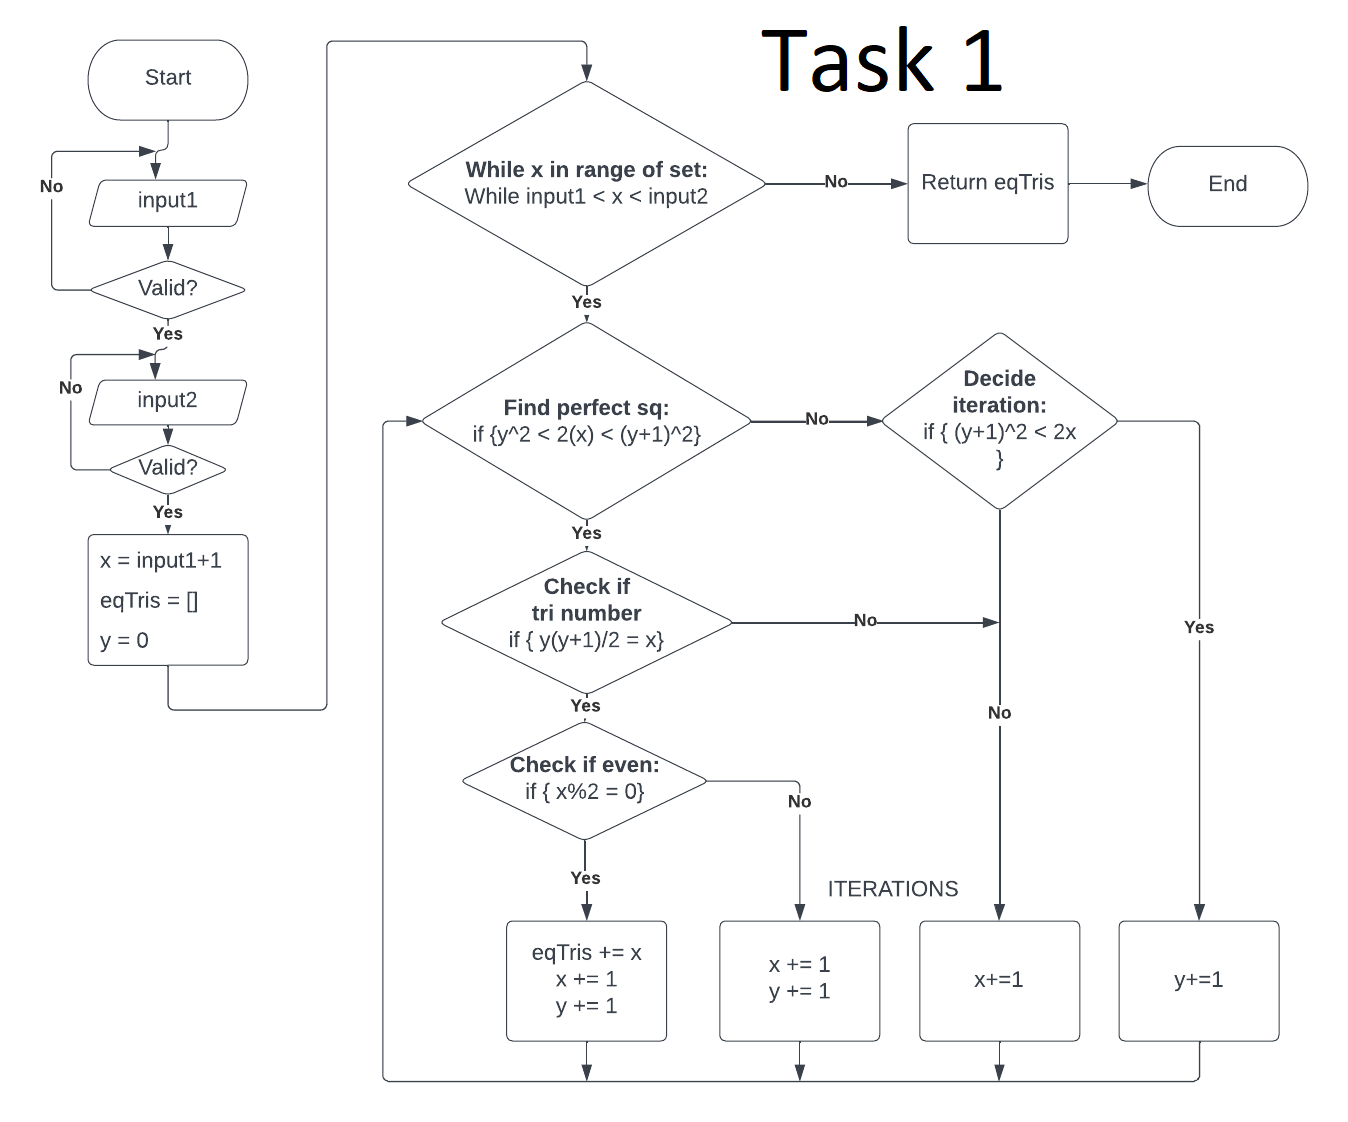 Task 1
Start
No
input1
Valid?
Yes
No
input2
Valid?
Yes
x = input1+1
eqTris = []
y = 0
While x in range of set:
While input1 < x < input2
No
Return eqTris
End
Yes
Find perfect sq:
if {y^2 < 2(x) < (y+1)^2}
No
Decide
iteration:
if { (y+1)^2 < 2x
}
Yes
Check if
tri number
if { y(y+1)/2 = x}
No
Yes
Yes
No
Check if even:
if { x%2 = 0}
No
Yes
ITERATIONS
eqTris += x
x += 1
y += 1
x += 1
y += 1
x+=1
y+=1